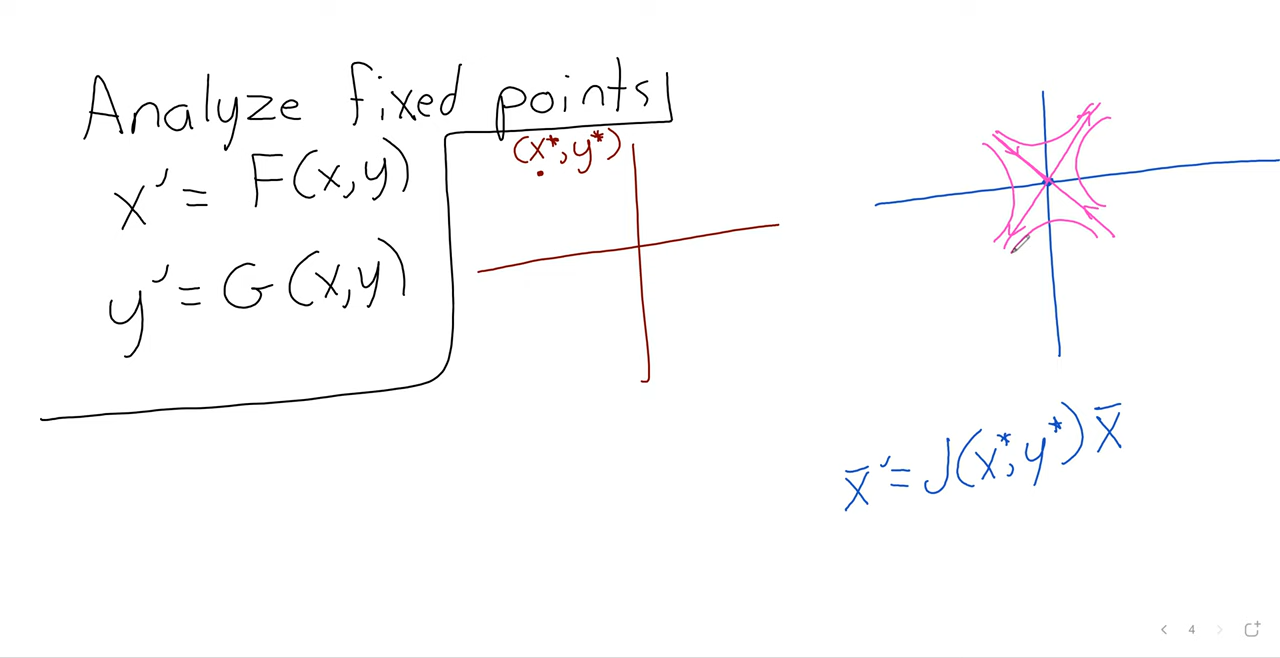 Analyze fixed points
x' = F(x,y)
y' = G(x,y)
(x*, y*)
x̄' = J(x*, y*) x̄
4